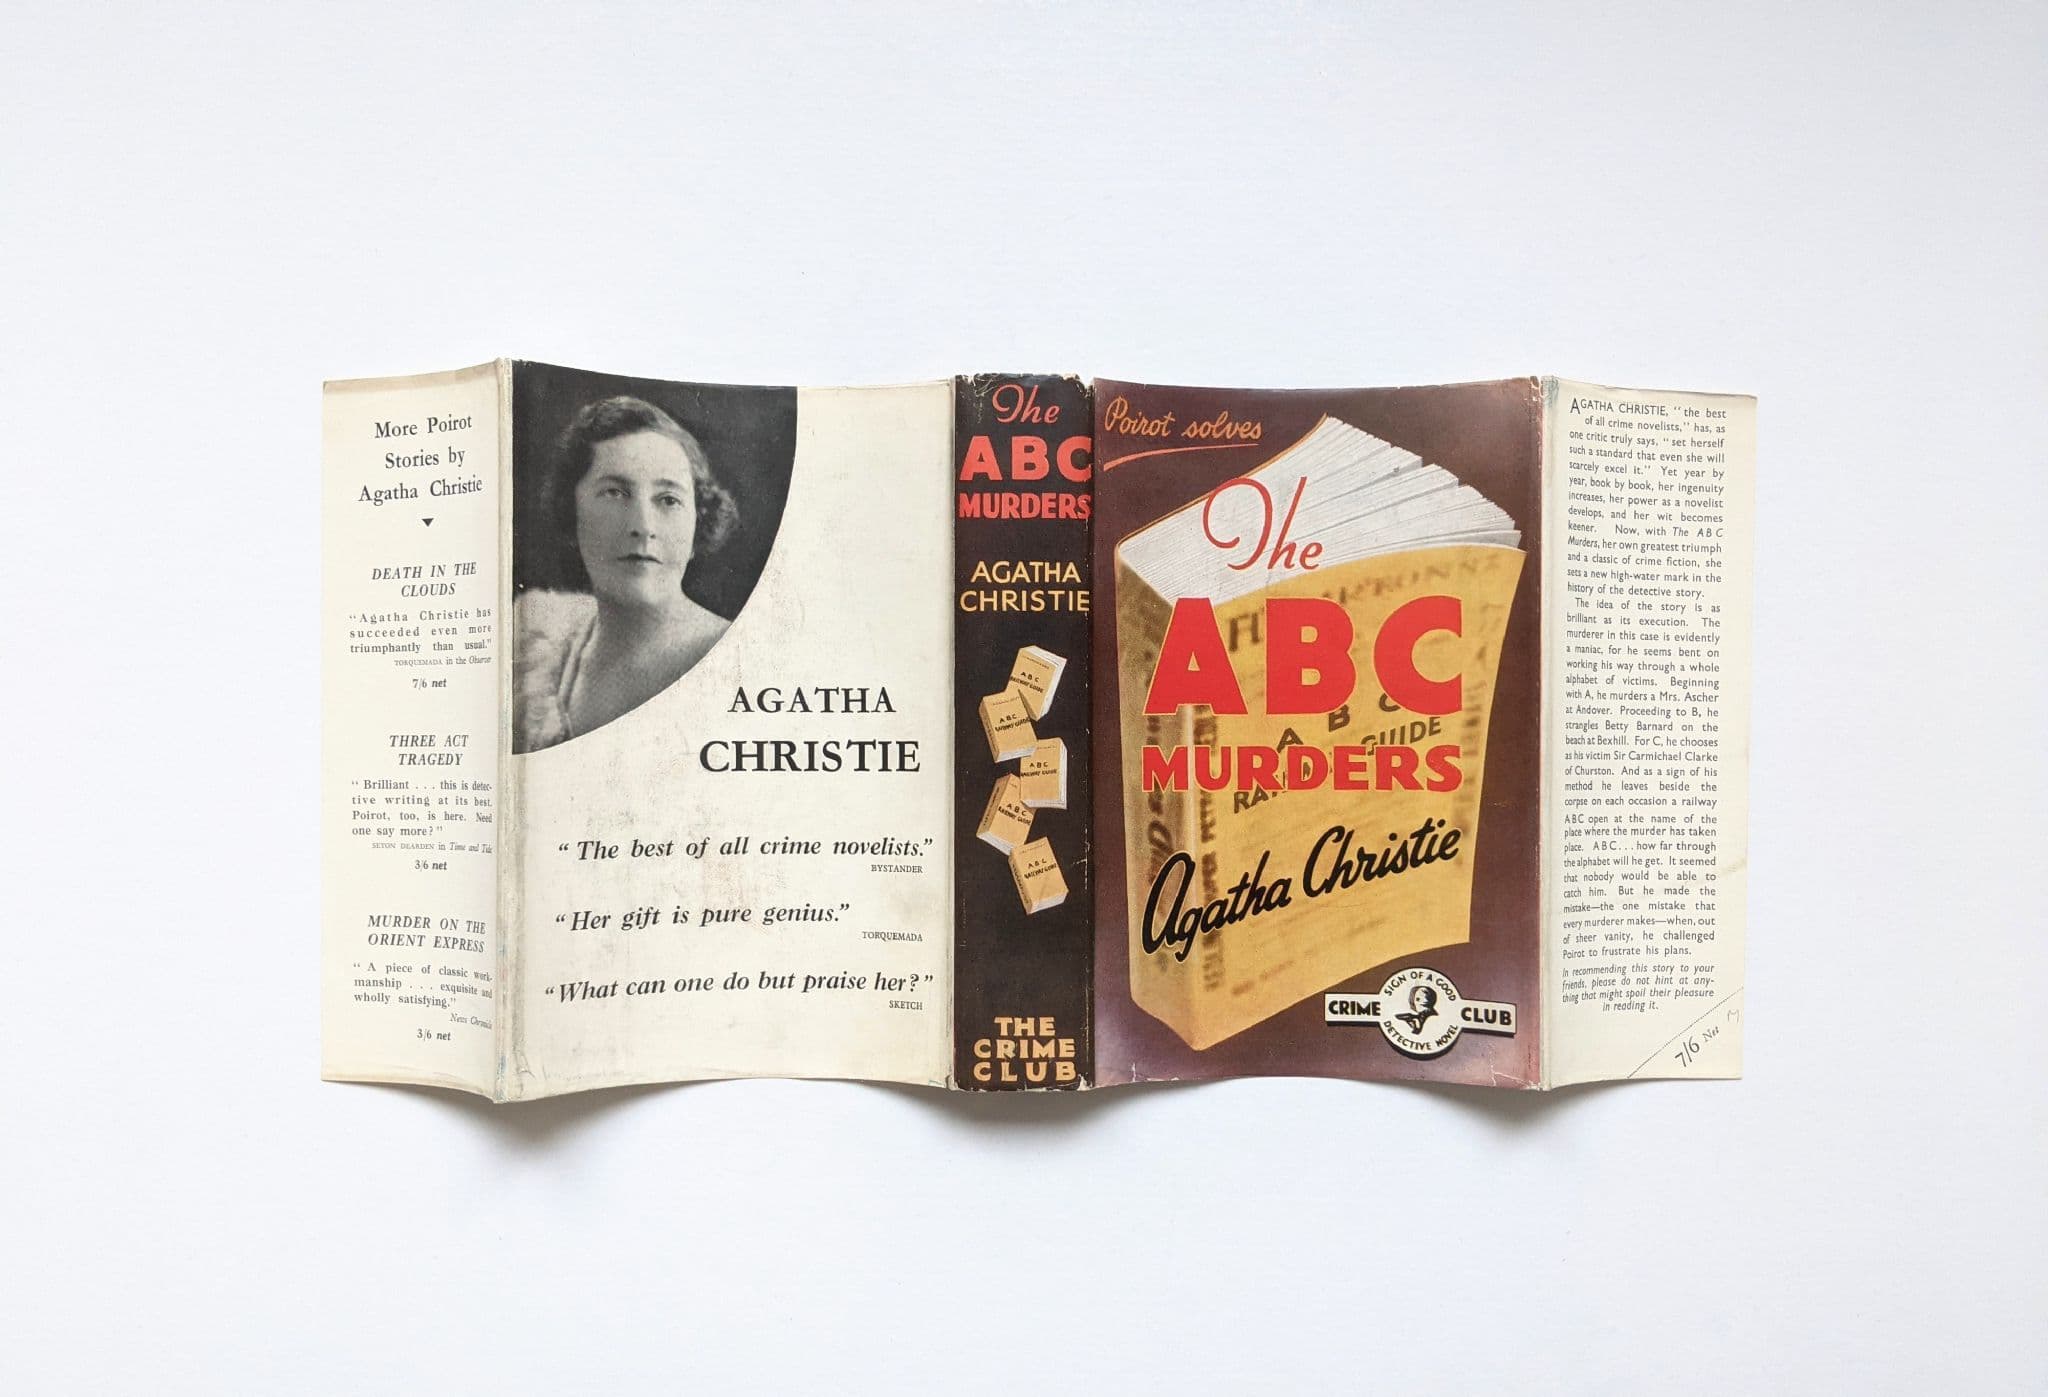 More Poirot
Stories by
Agatha Christie
DEATH IN THE
CLOUDS
“Agatha Christie has
succeeded even more
triumphantly than usual.”
TORQUEMADA in the Observer
7/6 net
THREE ACT
TRAGEDY
“ Brilliant . . . this is detec-
tive writing at its best.
Poirot, too, is here. Need
one say more? ”
SETON DEARDEN in Time and Tide
3/6 net
MURDER ON THE
ORIENT EXPRESS
“ A piece of classic work-
manship . . . exquisite and
wholly satisfying.”
News Chronicle
3/6 net
AGATHA
CHRISTIE
“ The best of all crime novelists.”
BYSTANDER
“ Her gift is pure genius.”
TORQUEMADA
“What can one do but praise her? ”
SKETCH
The
ABC
MURDERS
AGATHA
CHRISTIE
ABC
RAILWAY GUIDE
ABC
RAILWAY GUIDE
ABC
RAILWAY GUIDE
ABC
RAILWAY GUIDE
ABC
RAILWAY GUIDE
THE
CRIME
CLUB
Poirot solves
The
ABC
MURDERS
A B C
GUIDE
Agatha Christie
SIGN OF A GOOD
CRIME CLUB
DETECTIVE NOVEL
AGATHA CHRISTIE, “ the best
of all crime novelists,” has, as
one critic truly says, “ set herself
such a standard that even she will
scarcely excel it.” Yet year by
year, book by book, her ingenuity
increases, her power as a novelist
develops, and her wit becomes
keener. Now, with The A B C
Murders, her own greatest triumph
and a classic of crime fiction, she
sets a new high-water mark in the
history of the detective story.
The idea of the story is as
brilliant as its execution. The
murderer in this case is evidently
a maniac, for he seems bent on
working his way through a whole
alphabet of victims. Beginning
with A, he murders a Mrs. Ascher
at Andover. Proceeding to B, he
strangles Betty Barnard on the
beach at Bexhill. For C, he chooses
as his victim Sir Carmichael Clarke
of Churston. And as a sign of his
method he leaves beside the
corpse on each occasion a railway
ABC open at the name of the
place where the murder has taken
place. A B C . . . how far through
the alphabet will he get. It seemed
that nobody would be able to
catch him. But he made the
mistake—the one mistake that
every murderer makes—when, out
of sheer vanity, he challenged
Poirot to frustrate his plans.
In recommending this story to your
friends, please do not hint at any-
thing that might spoil their pleasure
in reading it.
7/6 Net
M